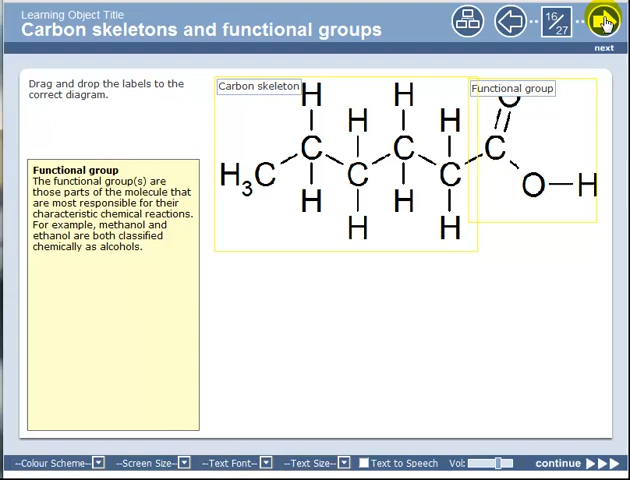 Learning Object Title
Carbon skeletons and functional groups
16/27
next
Drag and drop the labels to the
correct diagram.
Carbon skeleton
Functional group
H H O
H H
C C C
H3C C C O—H
H H
H H
Functional group
The functional group(s) are
those parts of the molecule that
are most responsible for their
characteristic chemical reactions.
For example, methanol and
ethanol are both classified
chemically as alcohols.
--Colour Scheme-- --Screen Size-- --Text Font-- --Text Size-- Text to Speech Vol: continue